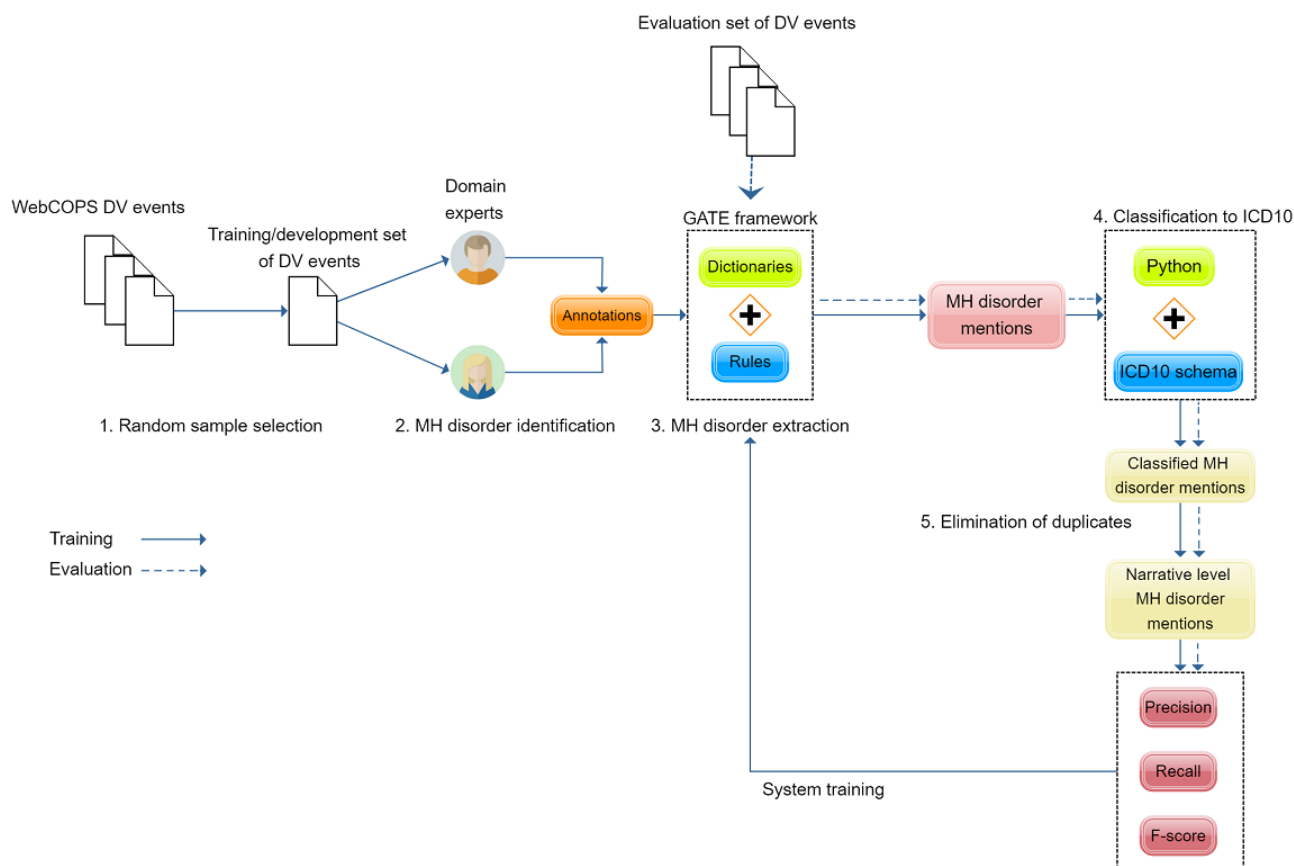 Evaluation set of DV events
WebCOPS DV events
Training/development set
of DV events
Domain
experts
GATE framework
4. Classification to ICD10
Dictionaries
Python
Annotations
MH disorder
mentions
Rules
ICD10 schema
1. Random sample selection
2. MH disorder identification
3. MH disorder extraction
Classified MH
disorder mentions
5. Elimination of duplicates
Training
Evaluation
Narrative level
MH disorder
mentions
Precision
Recall
System training
F-score